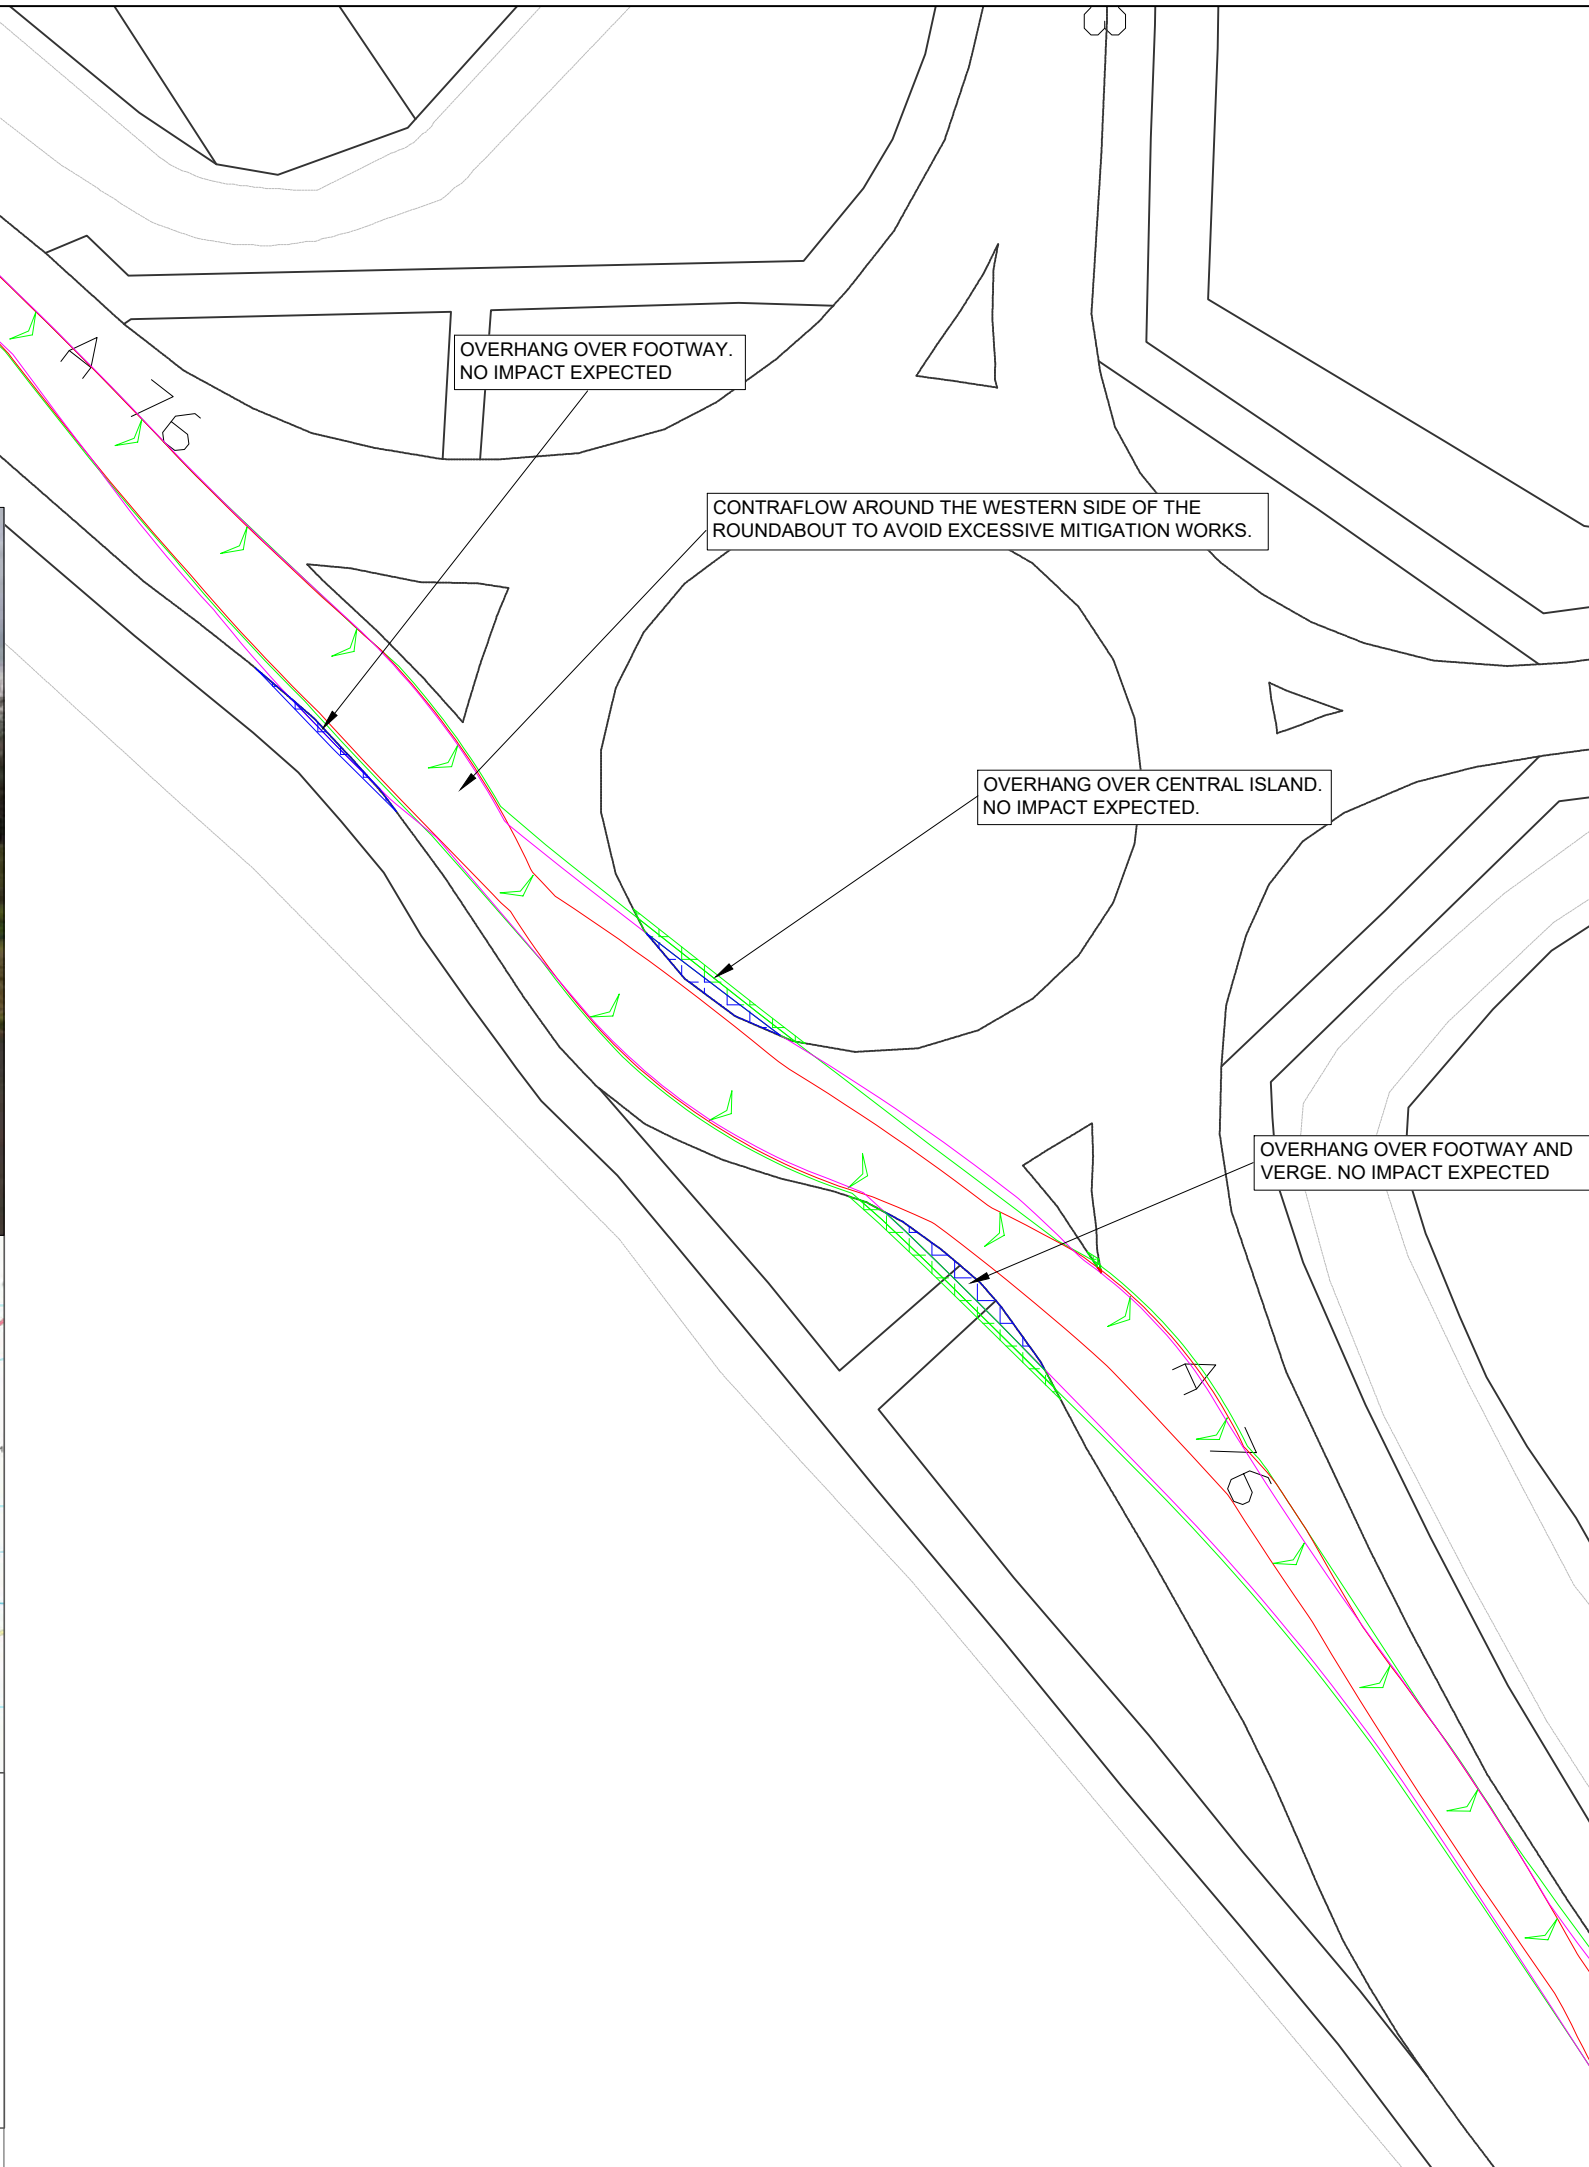 8
A76
OVERHANG OVER FOOTWAY.
NO IMPACT EXPECTED
CONTRAFLOW AROUND THE WESTERN SIDE OF THE
ROUNDABOUT TO AVOID EXCESSIVE MITIGATION WORKS.
OVERHANG OVER CENTRAL ISLAND.
NO IMPACT EXPECTED.
OVERHANG OVER FOOTWAY AND
VERGE. NO IMPACT EXPECTED
A76